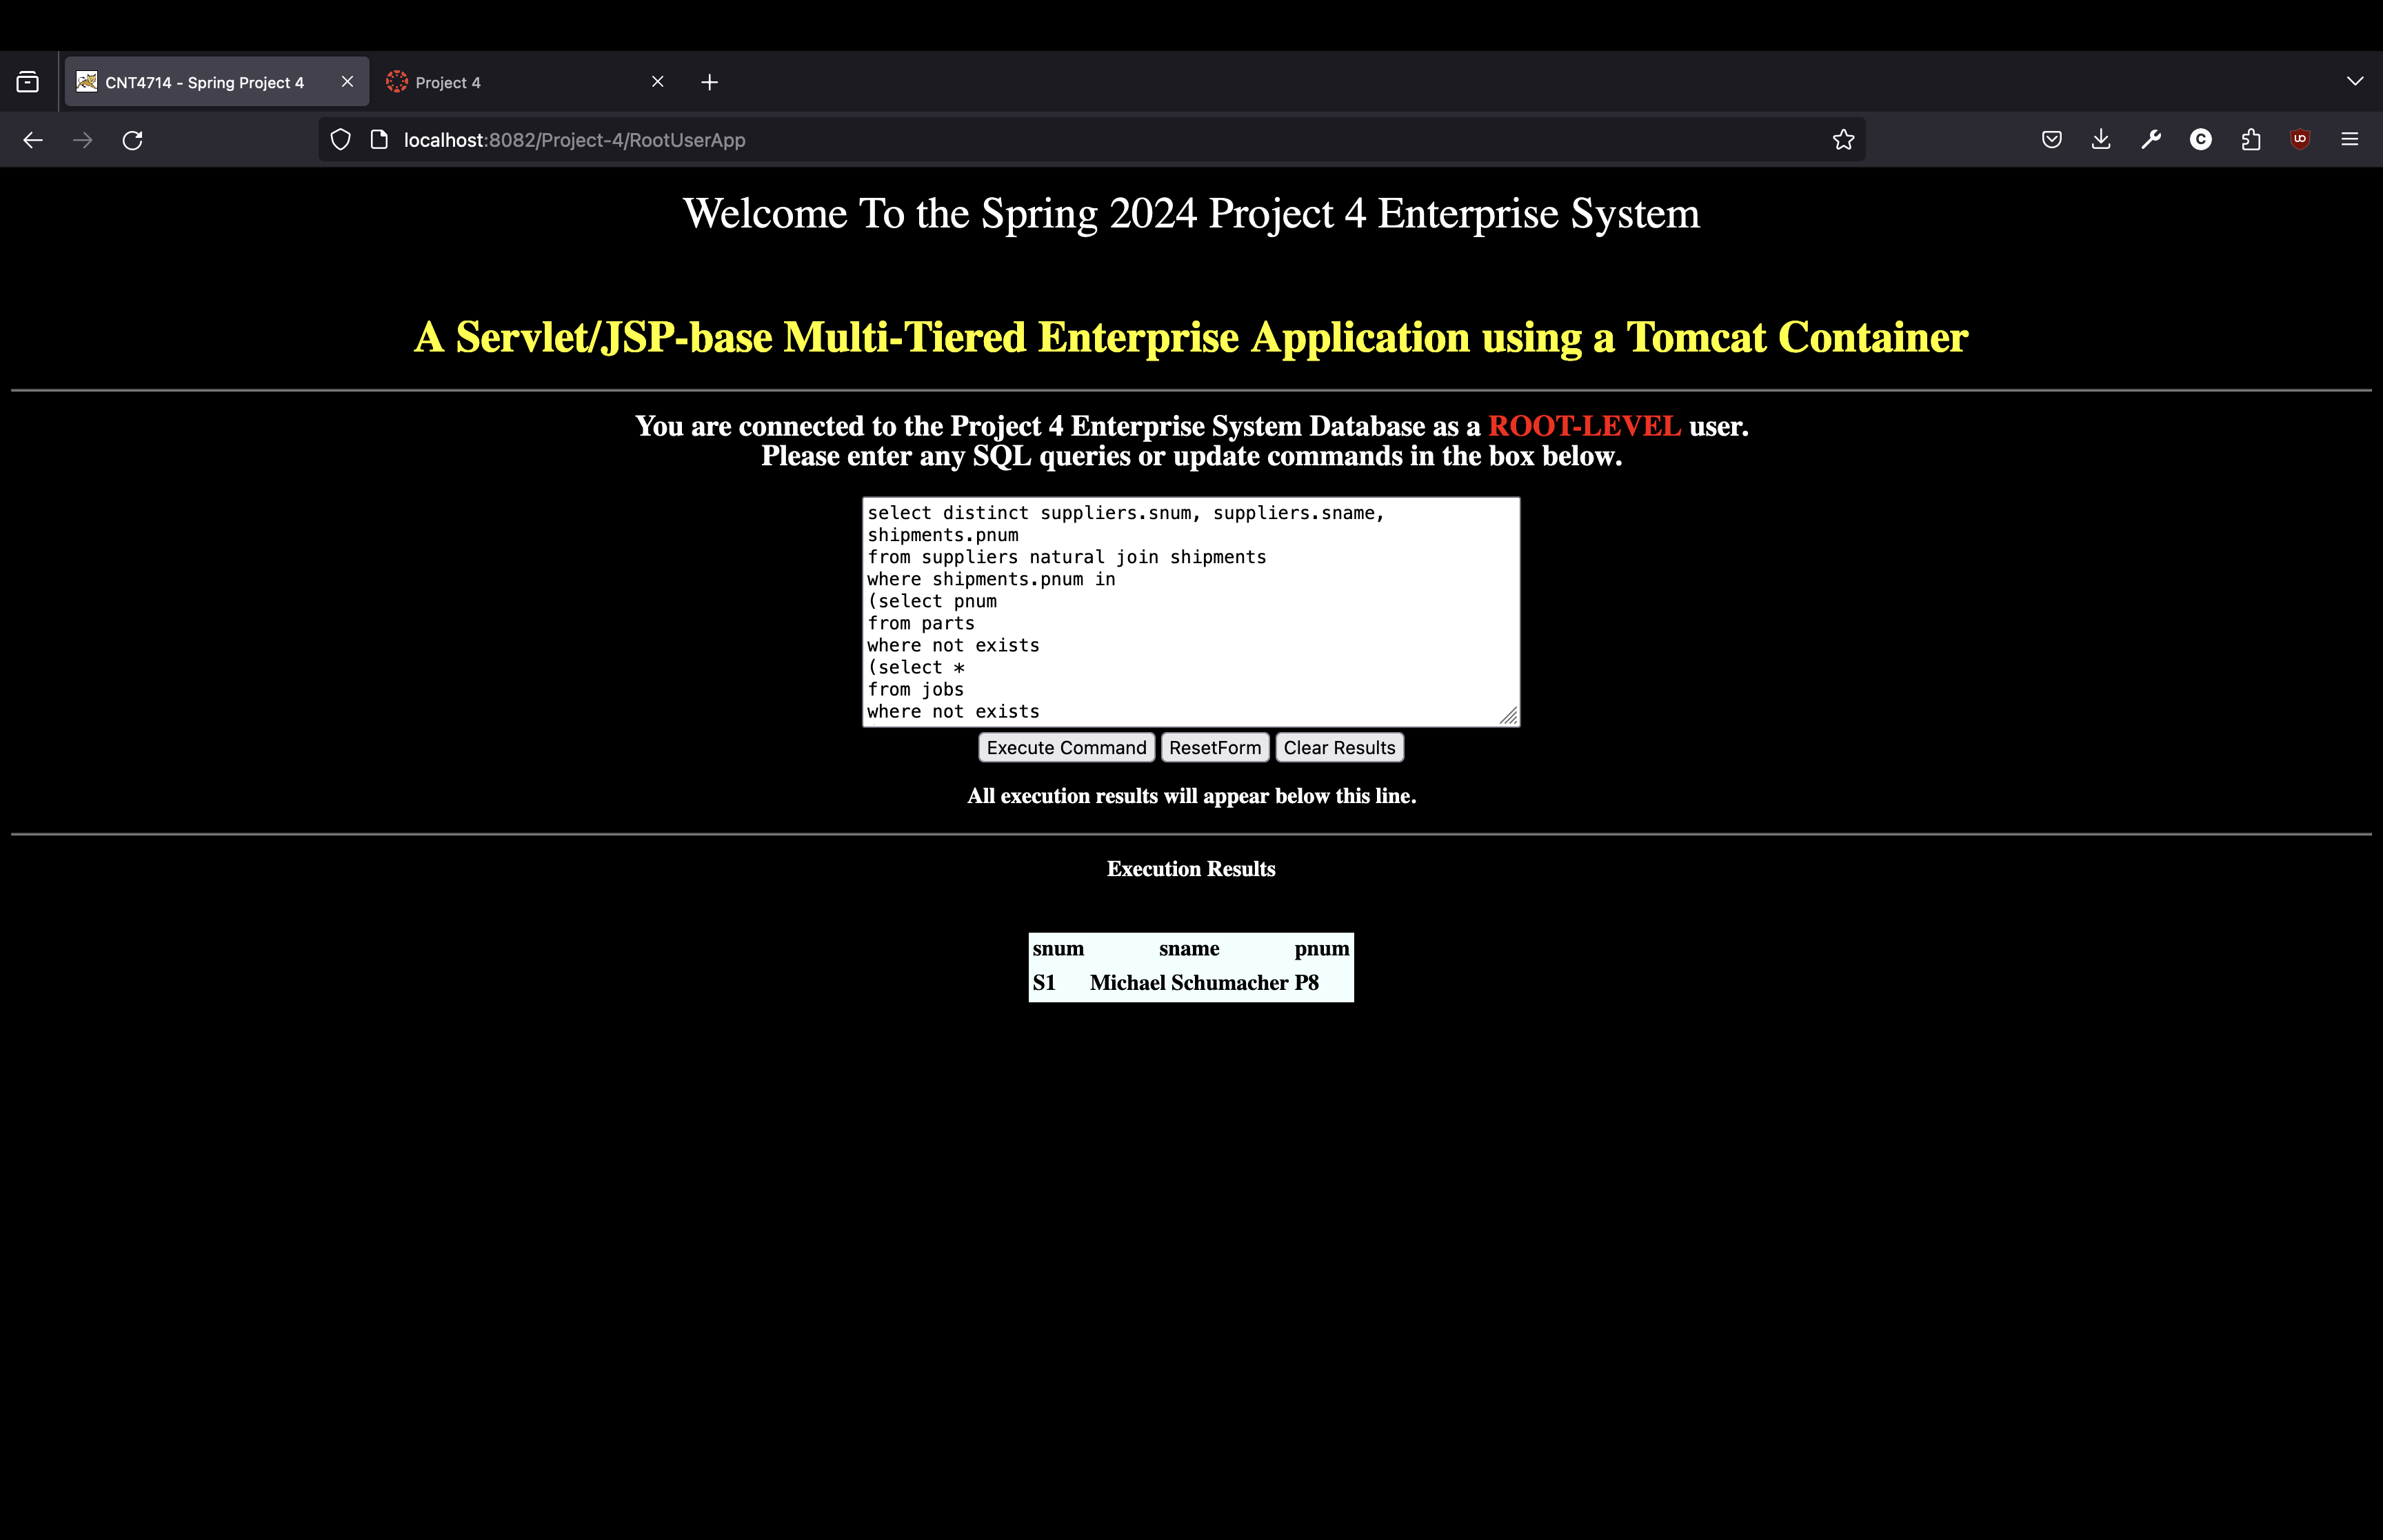 CNT4714 - Spring Project 4
Project 4
localhost:8082/Project-4/RootUserApp
Welcome To the Spring 2024 Project 4 Enterprise System
A Servlet/JSP-base Multi-Tiered Enterprise Application using a Tomcat Container
You are connected to the Project 4 Enterprise System Database as a ROOT-LEVEL user.
Please enter any SQL queries or update commands in the box below.
select distinct suppliers.snum, suppliers.sname,
shipments.pnum
from suppliers natural join shipments
where shipments.pnum in
(select pnum
from parts
where not exists
(select *
from jobs
where not exists
Execute Command ResetForm Clear Results
All execution results will appear below this line.
Execution Results
snum sname pnum
S1 Michael Schumacher P8